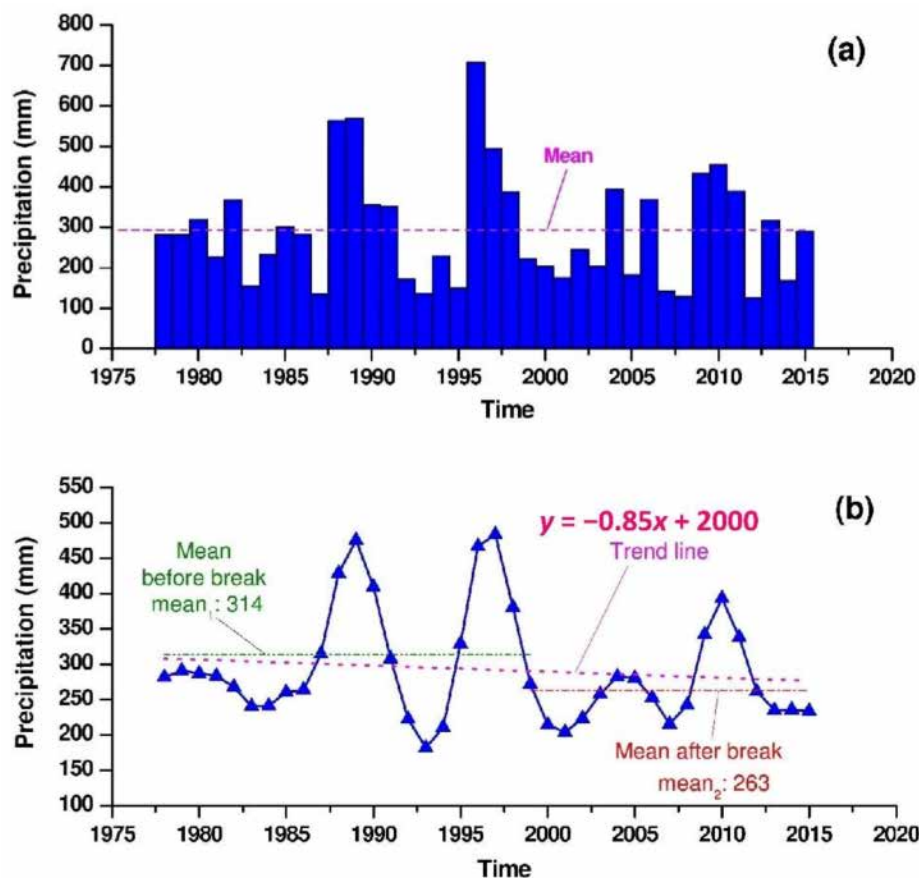 (a)
800
700
600
500
400
300
200
100
0
Precipitation (mm)
Mean
1975 1980 1985 1990 1995 2000 2005 2010 2015 2020
Time
(b)
550
500
450
400
350
300
250
200
150
100
Precipitation (mm)
y = −0.85x + 2000
Trend line
Mean
before break
mean₁: 314
Mean after break
mean₂: 263
1975 1980 1985 1990 1995 2000 2005 2010 2015 2020
Time